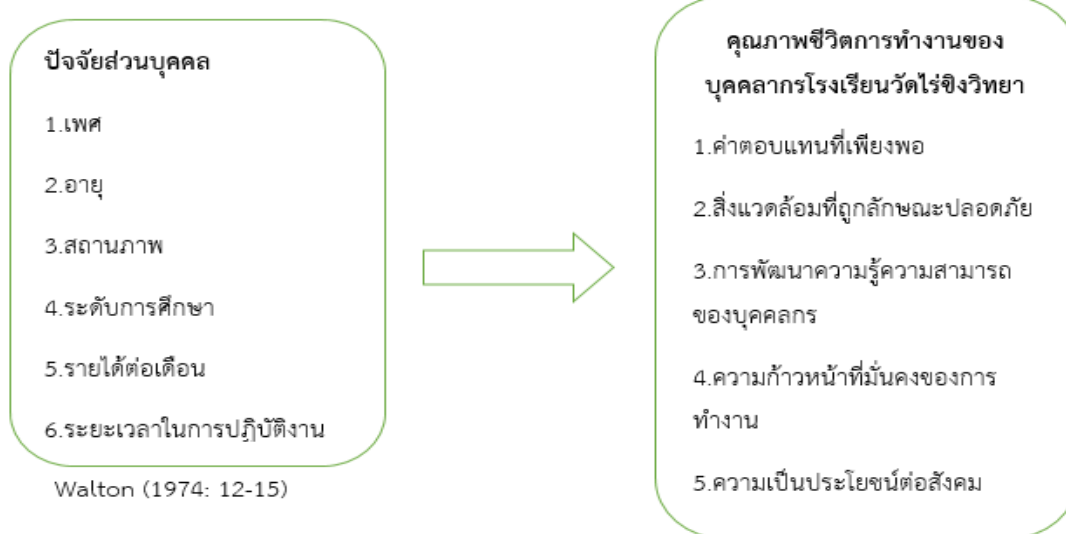 ปัจจัยส่วนบุคคล
1.เพศ
2.อายุ
3.สถานภาพ
4.ระดับการศึกษา
5.รายได้ต่อเดือน
6.ระยะเวลาในการปฏิบัติงาน
Walton (1974: 12-15)
คุณภาพชีวิตการทำงานของ
บุคคลากรโรงเรียนวัดไร่ขิงวิทยา
1.ค่าตอบแทนที่เพียงพอ
2.สิ่งแวดล้อมที่ถูกลักษณะปลอดภัย
3.การพัฒนาความรู้ความสามารถ
ของบุคคลกร
4.ความก้าวหน้าที่มั่นคงของการ
ทำงาน
5.ความเป็นประโยชน์ต่อสังคม